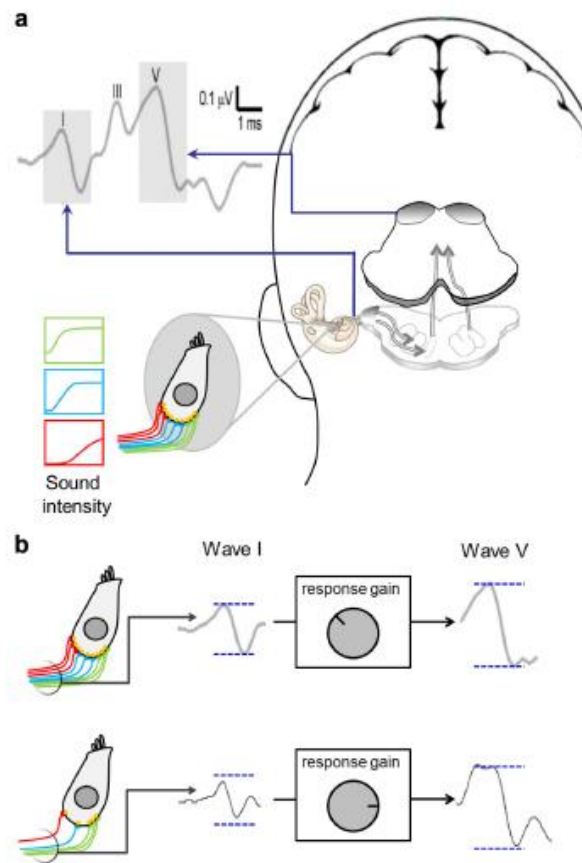 a
I
III
V
0.1 μV
1 ms
Sound
intensity
b
Wave I
Wave V
response gain
response gain